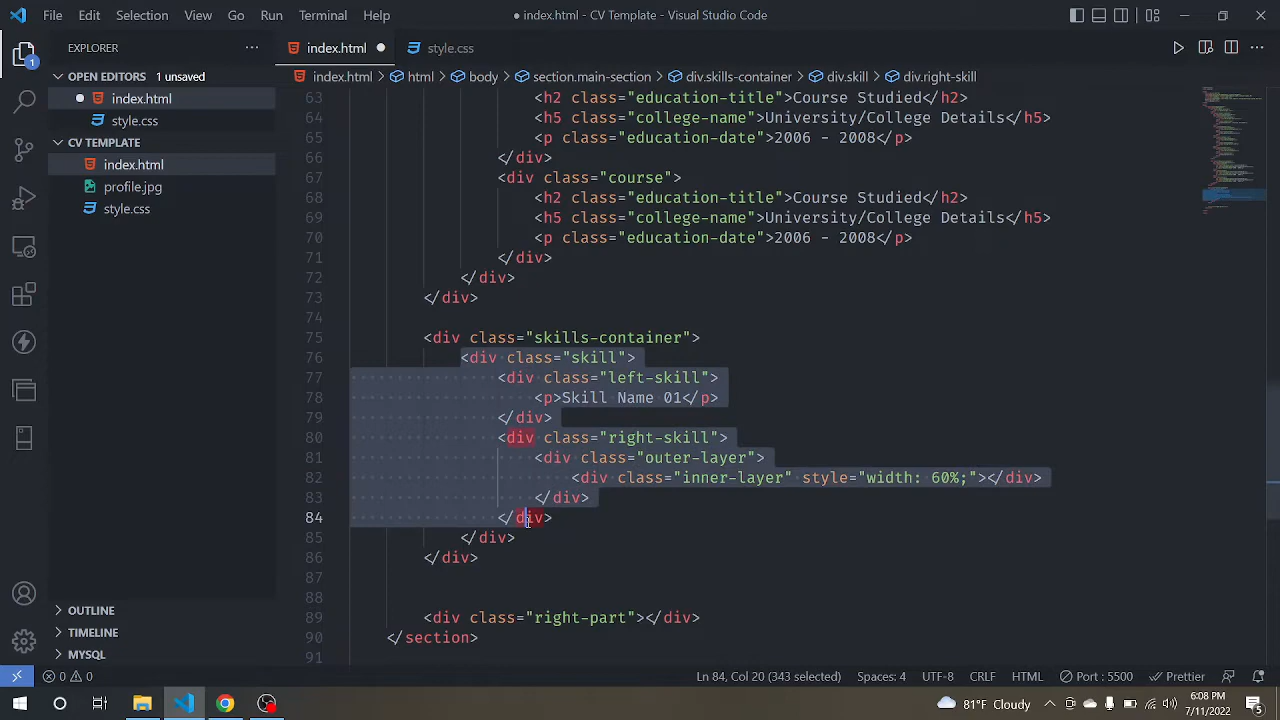 File Edit Selection View Go Run Terminal Help
● index.html - CV Template - Visual Studio Code
EXPLORER
index.html
style.css
OPEN EDITORS 1 unsaved
index.html > html > body > section.main-section > div.skills-container > div.skill > div.right-skill
index.html
style.css
CV TEMPLATE
index.html
profile.jpg
style.css
63 <h2 class="education-title">Course Studied</h2>
64 <h5 class="college-name">University/College Details</h5>
65 <p class="education-date">2006 - 2008</p>
66 </div>
67 <div class="course">
68 <h2 class="education-title">Course Studied</h2>
69 <h5 class="college-name">University/College Details</h5>
70 <p class="education-date">2006 - 2008</p>
71 </div>
72 </div>
73 </div>
74
75 <div class="skills-container">
76 <div class="skill">
77 <div class="left-skill">
78 <p>Skill Name 01</p>
79 </div>
80 <div class="right-skill">
81 <div class="outer-layer">
82 <div class="inner-layer" style="width: 60%;"></div>
83 </div>
84 </div>
85 </div>
86 </div>
87
88
89 <div class="right-part"></div>
90 </section>
91
OUTLINE
TIMELINE
MYSQL
1
0 0
Ln 84, Col 20 (343 selected) Spaces: 4 UTF-8 CRLF HTML Port : 5500 Prettier
81°F Cloudy
6:08 PM
7/11/2022
5